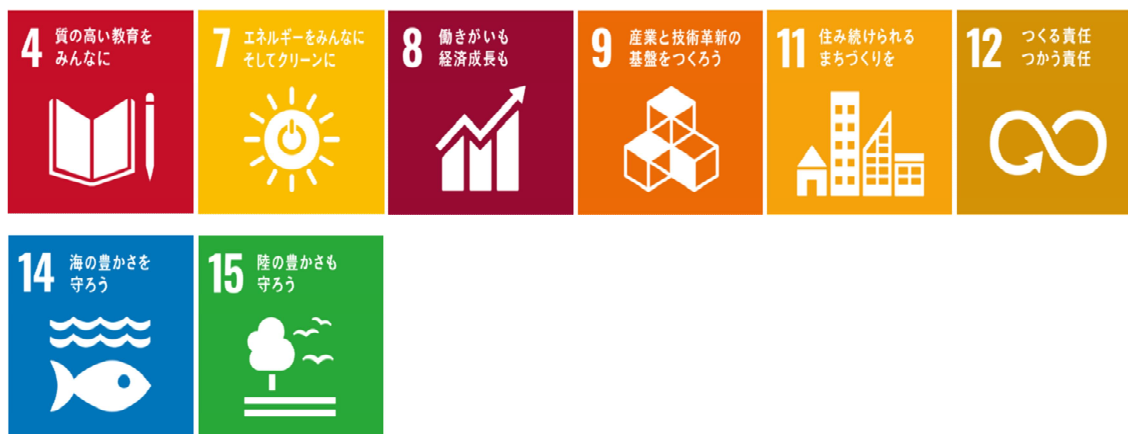 4 質の高い教育を
みんなに
7 エネルギーをみんなに
そしてクリーンに
8 働きがいも
経済成長も
9 産業と技術革新の
基盤をつくろう
11 住み続けられる
まちづくりを
12 つくる責任
つかう責任
14 海の豊かさを
守ろう
15 陸の豊かさも
守ろう